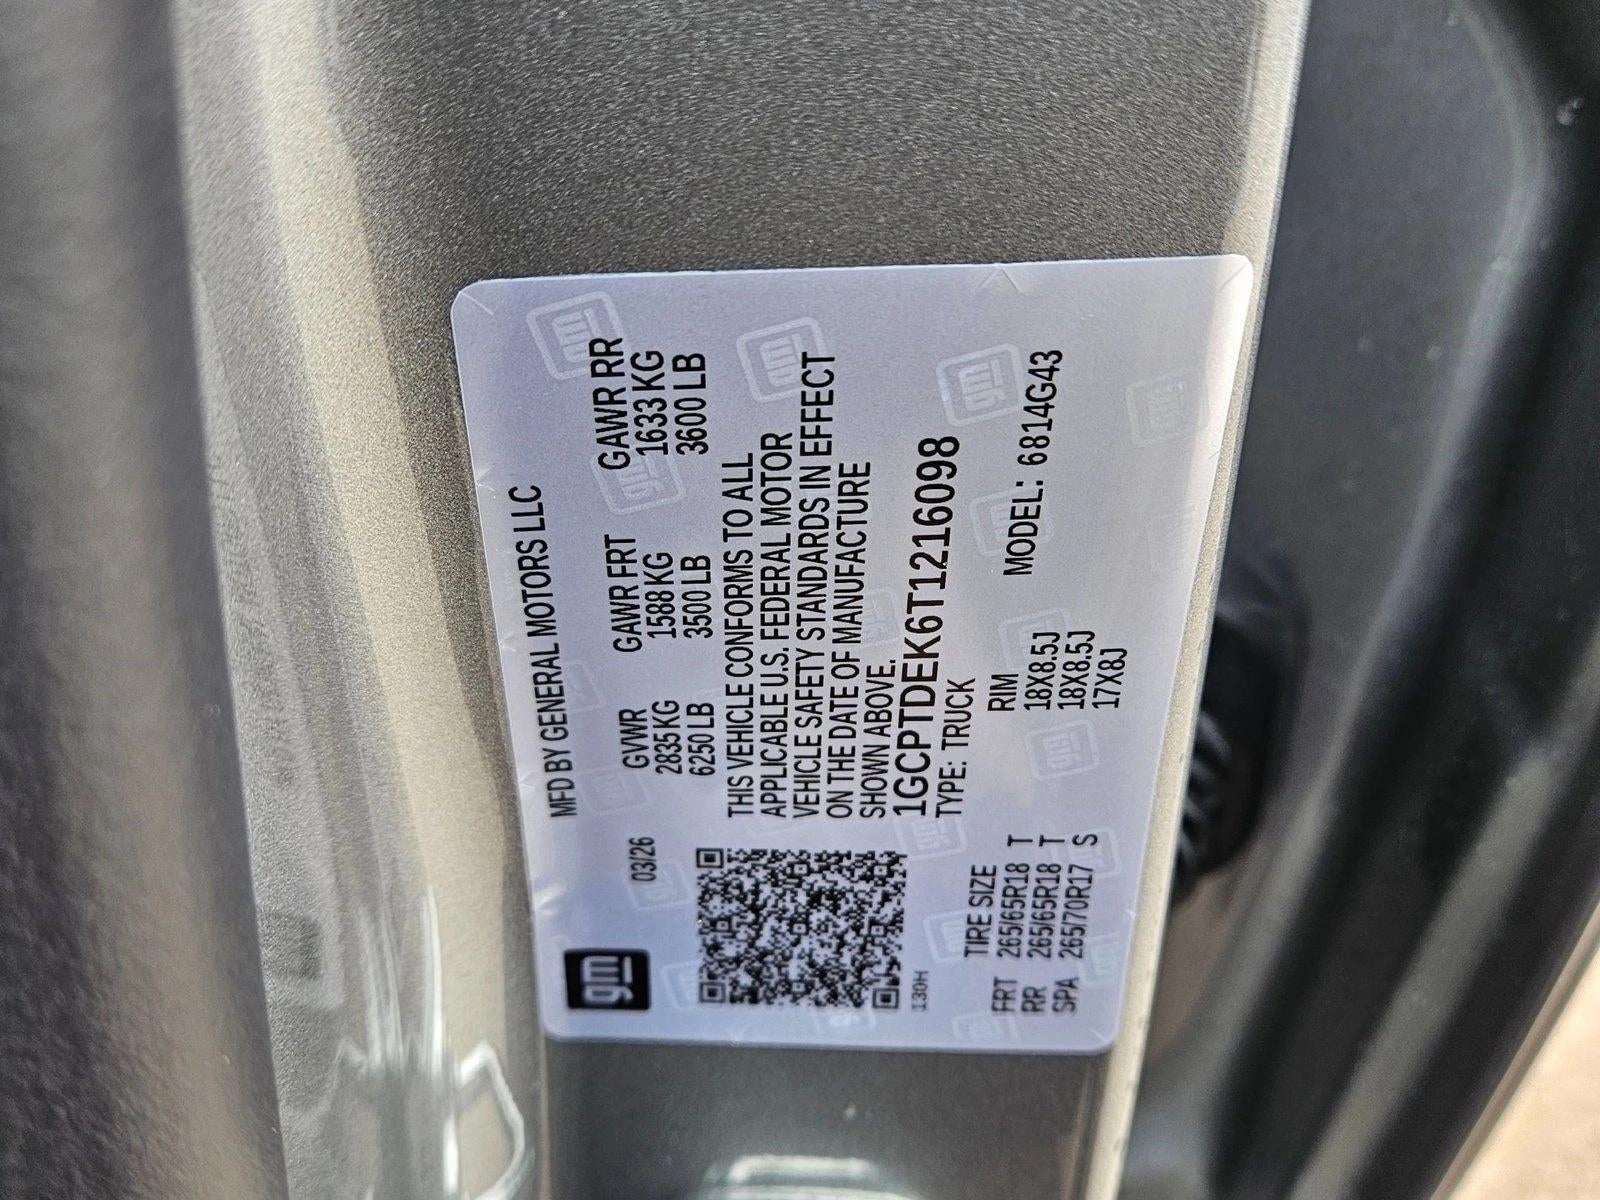 gm
03/26
MFD BY GENERAL MOTORS LLC
GVWR GAWR FRT GAWR RR
2835 KG 1588 KG 1633 KG
6250 LB 3500 LB 3600 LB
THIS VEHICLE CONFORMS TO ALL
APPLICABLE U.S. FEDERAL MOTOR
VEHICLE SAFETY STANDARDS IN EFFECT
ON THE DATE OF MANUFACTURE
SHOWN ABOVE.
1GCPTDEK6T1216098
TYPE: TRUCK
130H
MODEL: 6814G43
TIRE SIZE RIM
FRT 265/65R18 T 18X8.5J
RR 265/65R18 T 18X8.5J
SPA 265/70R17 S 17X8J